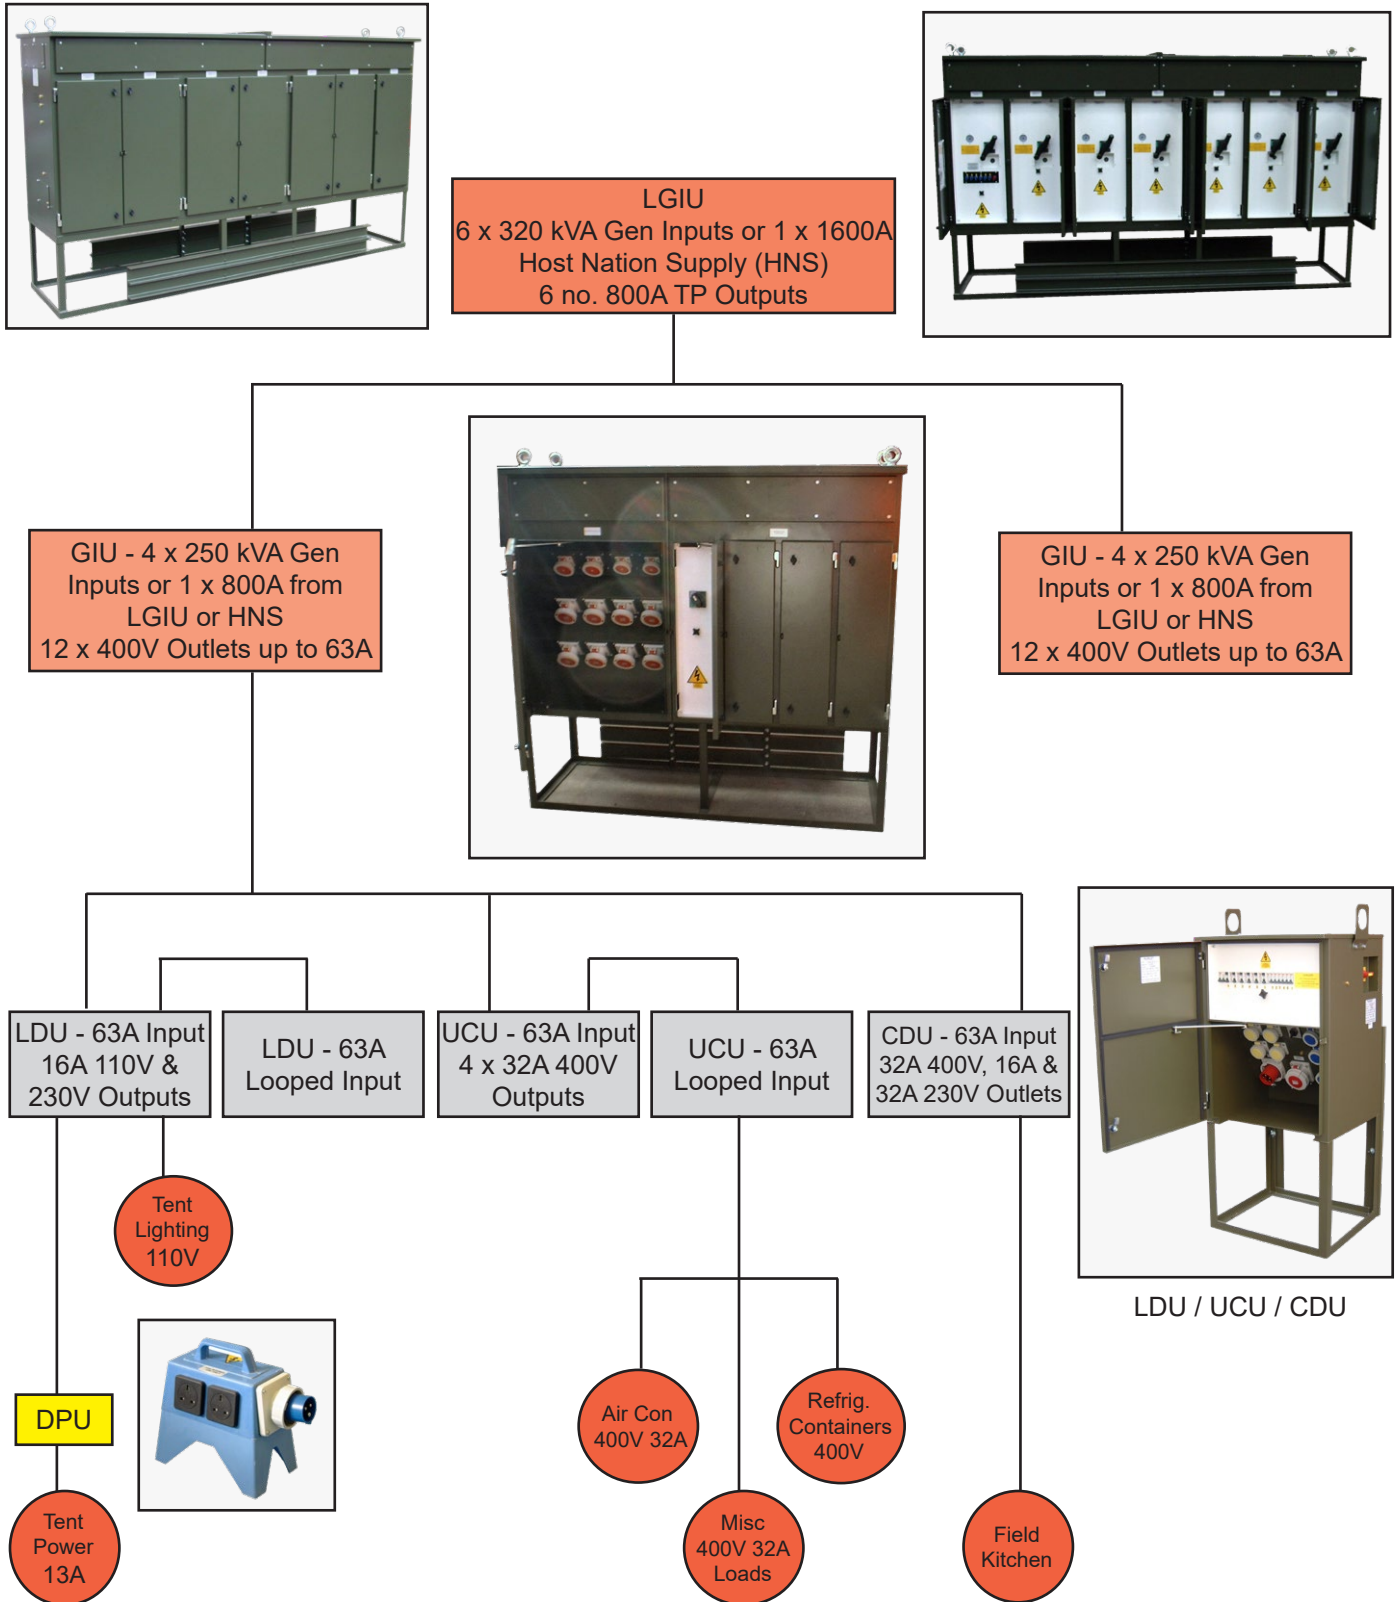 LGIU
6 x 320 kVA Gen Inputs or 1 x 1600A
Host Nation Supply (HNS)
6 no. 800A TP Outputs
GIU - 4 x 250 kVA Gen
Inputs or 1 x 800A from
LGIU or HNS
12 x 400V Outlets up to 63A
GIU - 4 x 250 kVA Gen
Inputs or 1 x 800A from
LGIU or HNS
12 x 400V Outlets up to 63A
LDU - 63A Input
16A 110V &
230V Outputs
LDU - 63A
Looped Input
UCU - 63A Input
4 x 32A 400V
Outputs
UCU - 63A
Looped Input
CDU - 63A Input
32A 400V, 16A &
32A 230V Outlets
Tent
Lighting
110V
LDU / UCU / CDU
DPU
Air Con
400V 32A
Refrig.
Containers
400V
Tent
Power
13A
Misc
400V 32A
Loads
Field
Kitchen